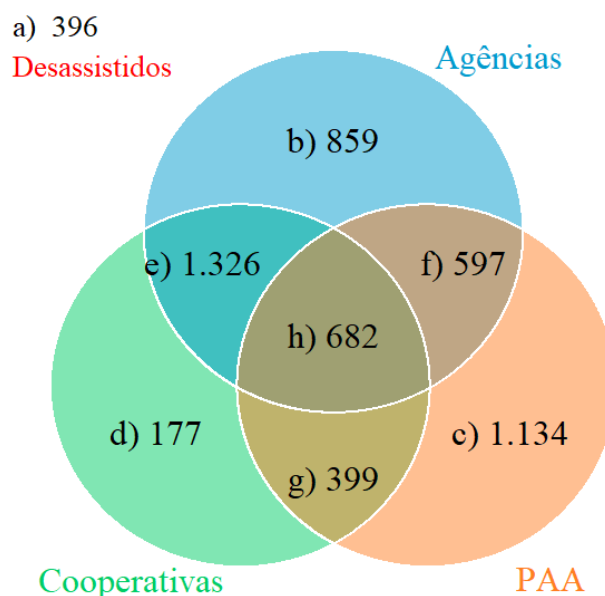 a) 396
Desassistidos
Agências
b) 859
e) 1.326
f) 597
h) 682
d) 177
c) 1.134
g) 399
Cooperativas
PAA